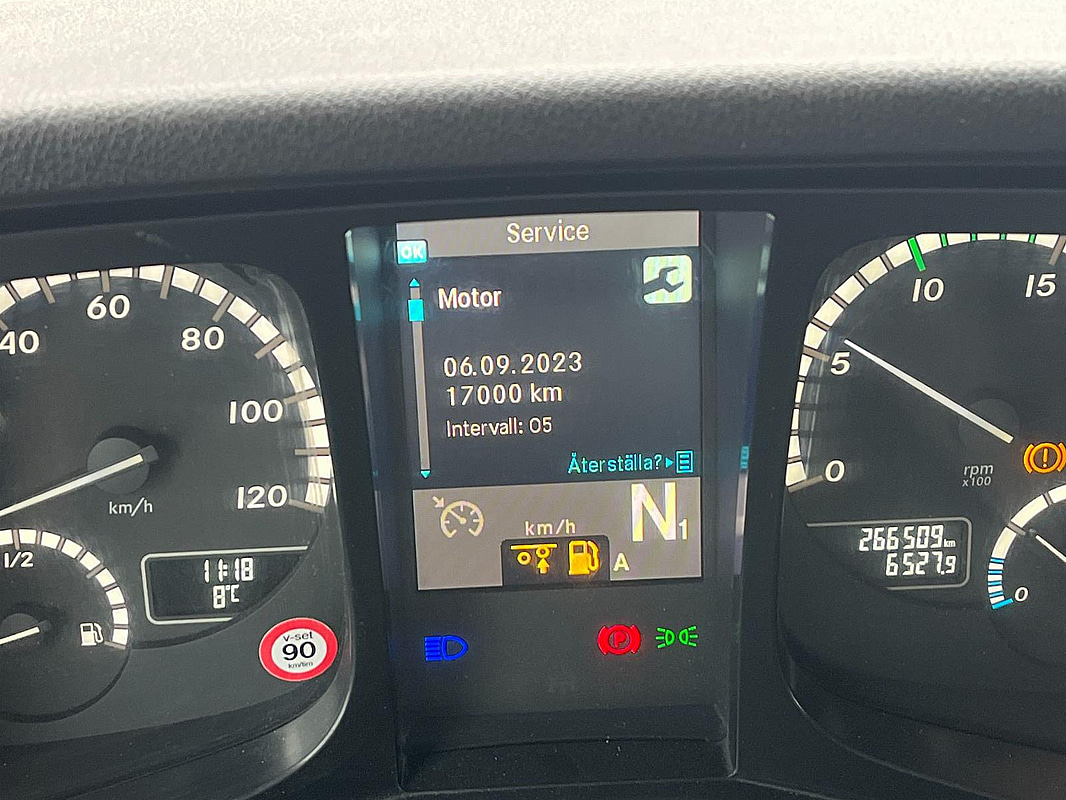 Service
OK
Motor
06.09.2023
17000 km
Intervall: 05
Återställa?
km/h
N1
A
40
60
80
100
120
km/h
1/2
11:18
8°C
v-set
90
km/tim
0
5
10
15
rpm
x100
266509 km
6527.9
0
P